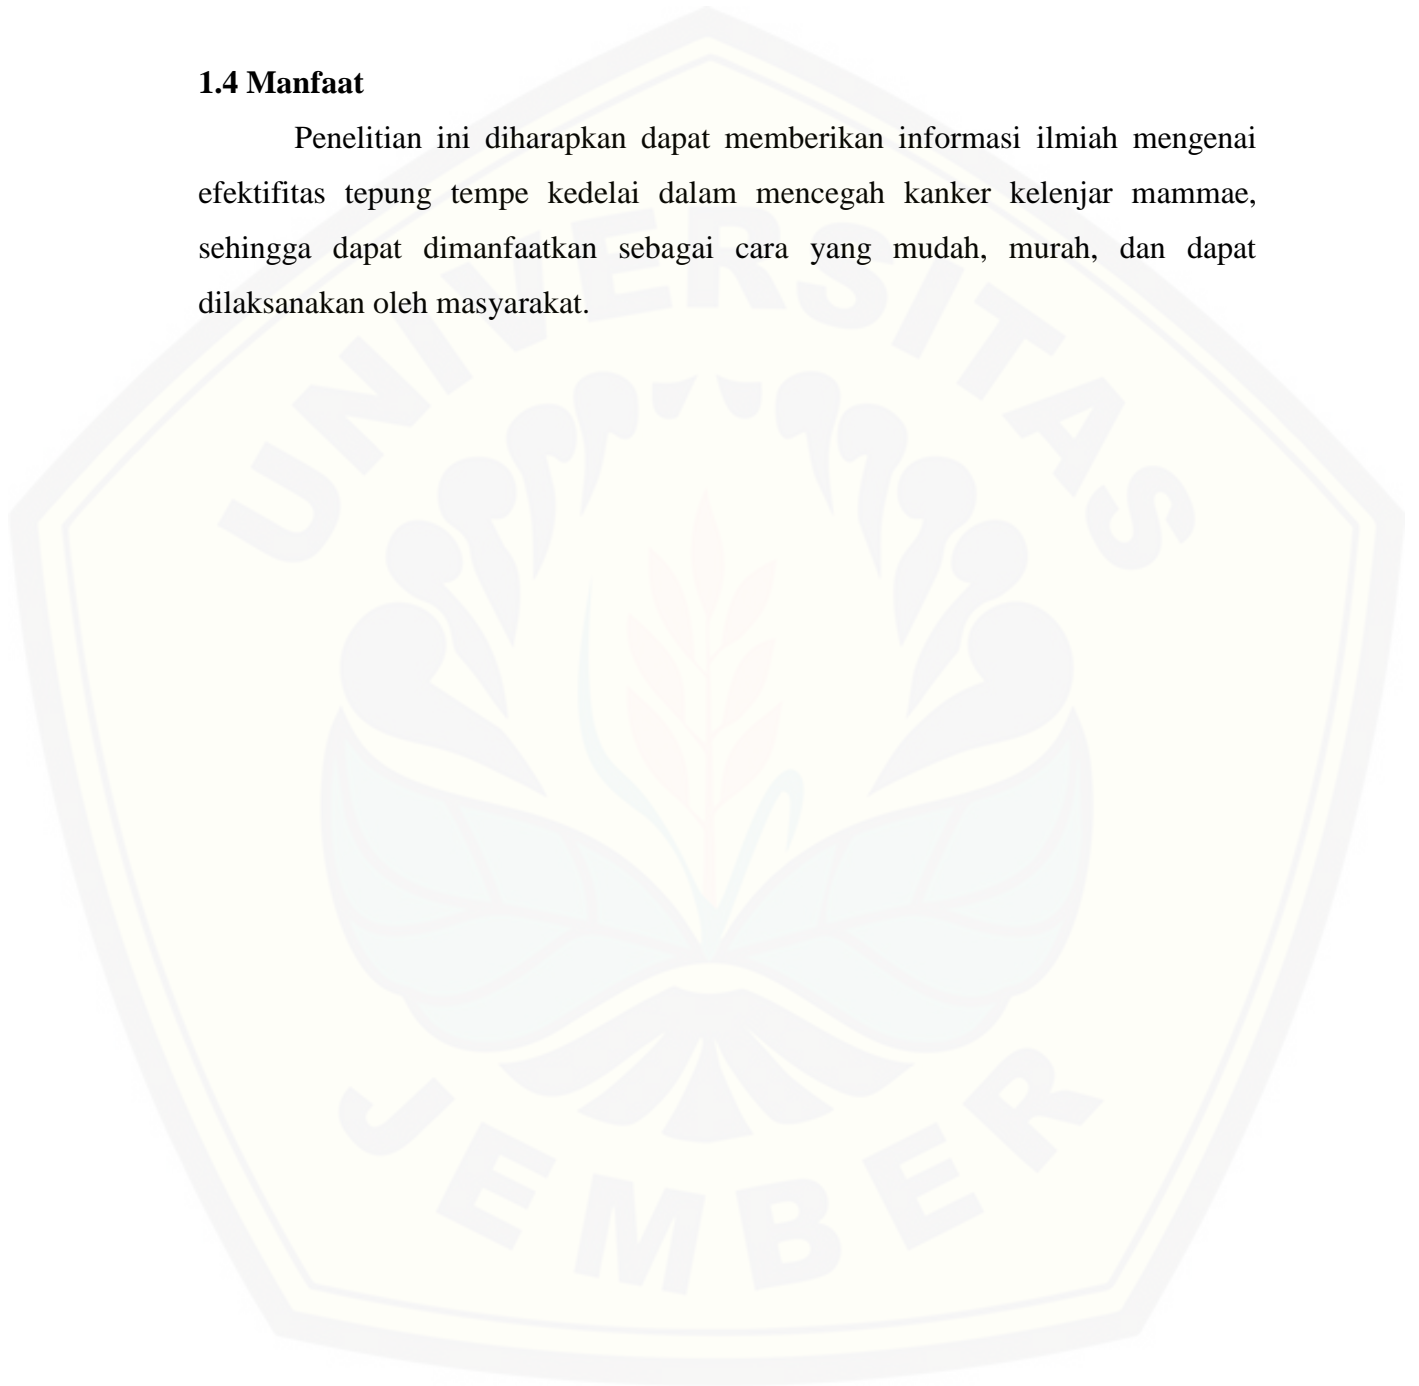 1.4 Manfaat
Penelitian ini diharapkan dapat memberikan informasi ilmiah mengenai
efektifitas tepung tempe kedelai dalam mencegah kanker kelenjar mammae,
sehingga dapat dimanfaatkan sebagai cara yang mudah, murah, dan dapat
dilaksanakan oleh masyarakat.
UNIVERSITAS
JEMBER